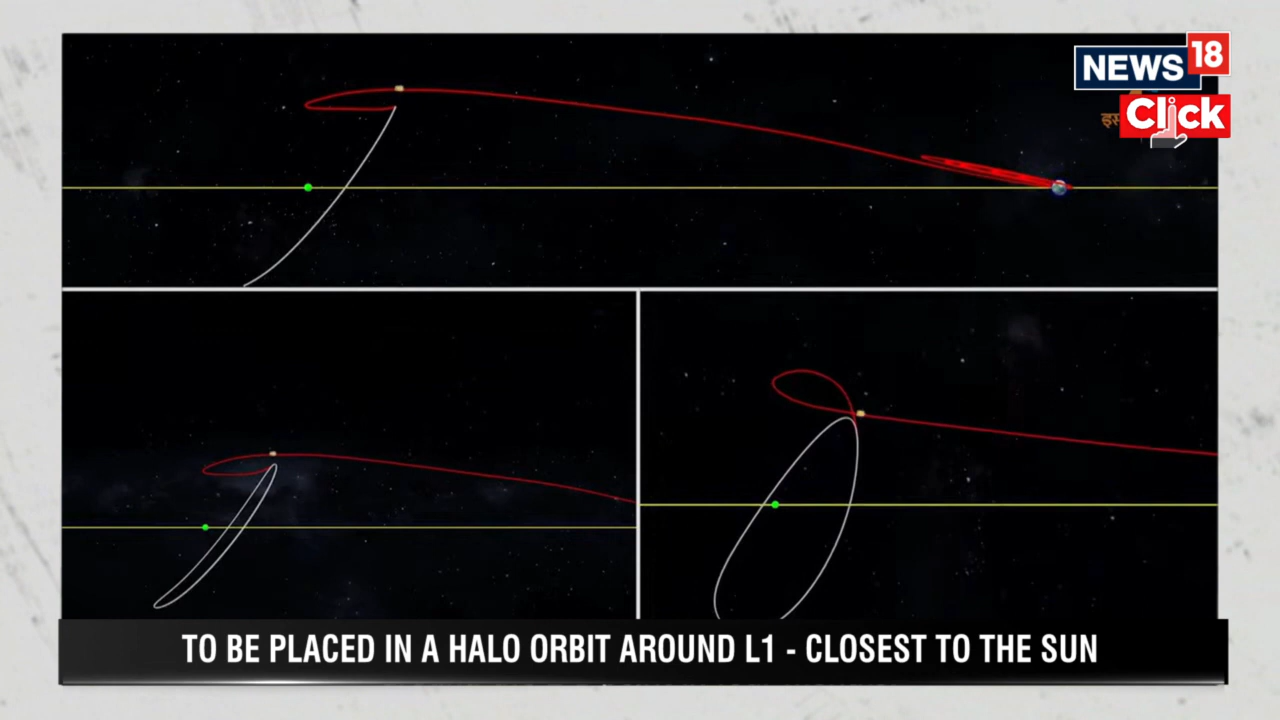 NEWS 18
Click
TO BE PLACED IN A HALO ORBIT AROUND L1 - CLOSEST TO THE SUN